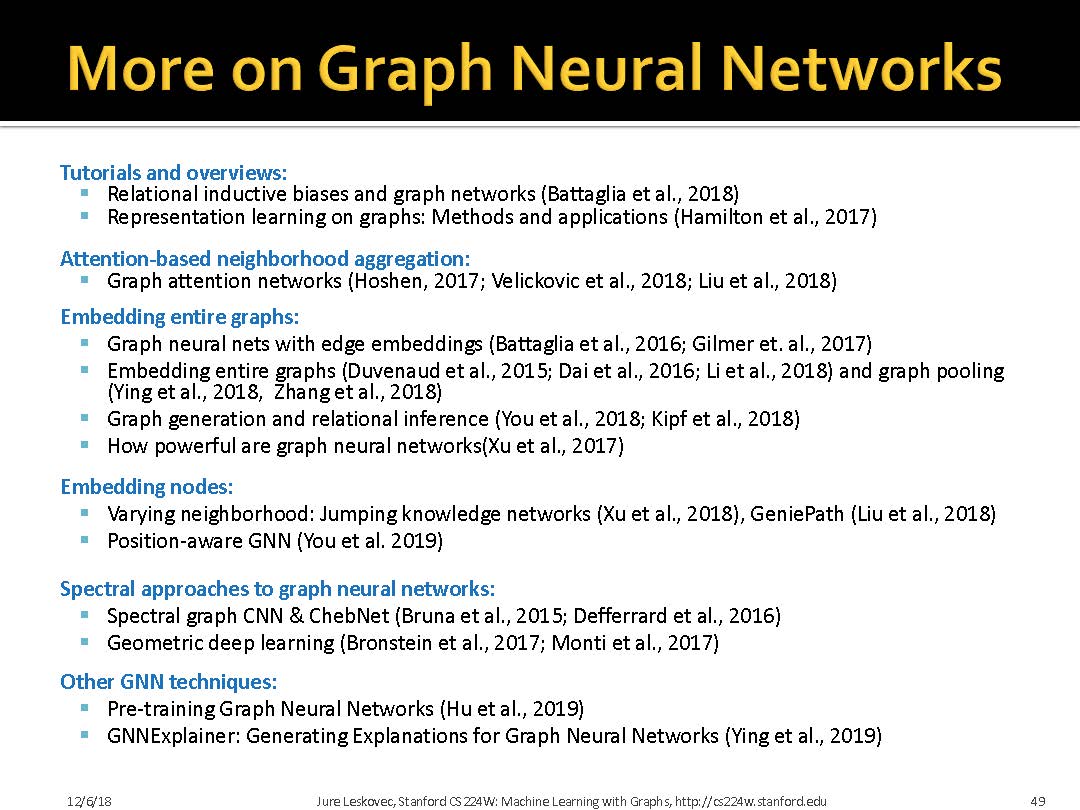 More on Graph Neural Networks
Tutorials and overviews:
▪ Relational inductive biases and graph networks (Battaglia et al., 2018)
▪ Representation learning on graphs: Methods and applications (Hamilton et al., 2017)
Attention-based neighborhood aggregation:
▪ Graph attention networks (Hoshen, 2017; Velickovic et al., 2018; Liu et al., 2018)
Embedding entire graphs:
▪ Graph neural nets with edge embeddings (Battaglia et al., 2016; Gilmer et. al., 2017)
▪ Embedding entire graphs (Duvenaud et al., 2015; Dai et al., 2016; Li et al., 2018) and graph pooling
(Ying et al., 2018, Zhang et al., 2018)
▪ Graph generation and relational inference (You et al., 2018; Kipf et al., 2018)
▪ How powerful are graph neural networks(Xu et al., 2017)
Embedding nodes:
▪ Varying neighborhood: Jumping knowledge networks (Xu et al., 2018), GeniePath (Liu et al., 2018)
▪ Position-aware GNN (You et al. 2019)
Spectral approaches to graph neural networks:
▪ Spectral graph CNN & ChebNet (Bruna et al., 2015; Defferrard et al., 2016)
▪ Geometric deep learning (Bronstein et al., 2017; Monti et al., 2017)
Other GNN techniques:
▪ Pre-training Graph Neural Networks (Hu et al., 2019)
▪ GNNExplainer: Generating Explanations for Graph Neural Networks (Ying et al., 2019)
12/6/18 Jure Leskovec, Stanford CS224W: Machine Learning with Graphs, http://cs224w.stanford.edu 49